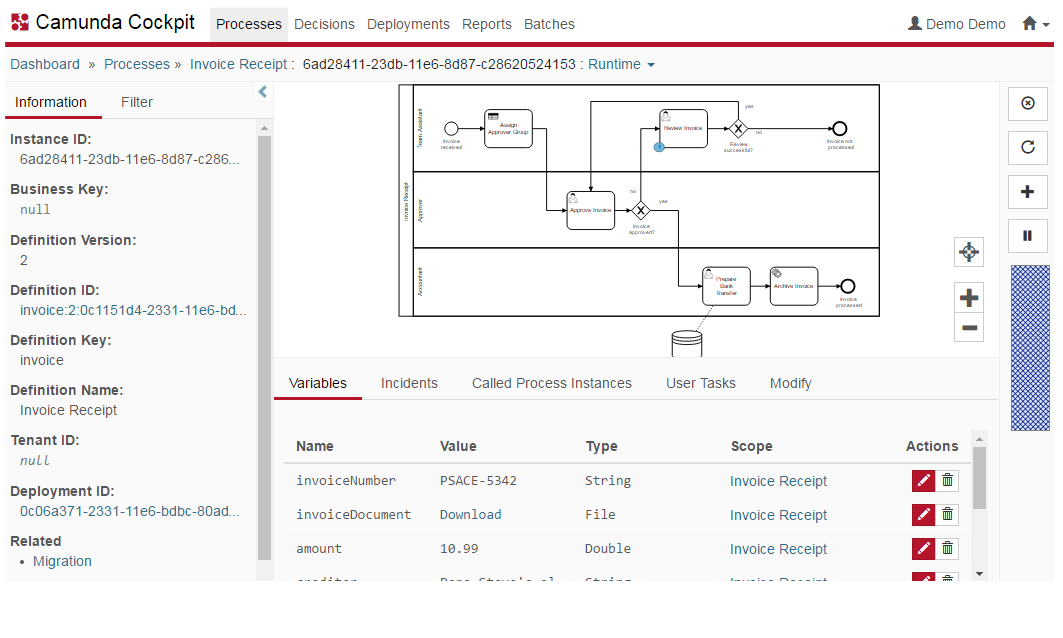 Camunda Cockpit
Processes Decisions Deployments Reports Batches
Demo Demo
Dashboard » Processes » Invoice Receipt : 6ad28411-23db-11e6-8d87-c28620524153 : Runtime
Information Filter
Instance ID:
6ad28411-23db-11e6-8d87-c286...
Business Key:
null
Definition Version:
2
Definition ID:
invoice:2:0c1151d4-2331-11e6-bd...
Definition Key:
invoice
Definition Name:
Invoice Receipt
Tenant ID:
null
Deployment ID:
0c06a371-2331-11e6-bdbc-80ad...
Related
• Migration
Invoice Receipt
Team Assistant
Invoice
received
Assign
Approver Group
Review Invoice
yes
no
Review
successful?
Invoice not
processed
Approver
Approve Invoice
no
yes
Invoice
approved?
Accountant
Prepare
Bank
Transfer
Archive Invoice
Invoice
processed
Variables Incidents Called Process Instances User Tasks Modify
Name Value Type Scope Actions
invoiceNumber PSACE-5342 String Invoice Receipt
invoiceDocument Download File Invoice Receipt
amount 10.99 Double Invoice Receipt
creditor String Invoice Receipt